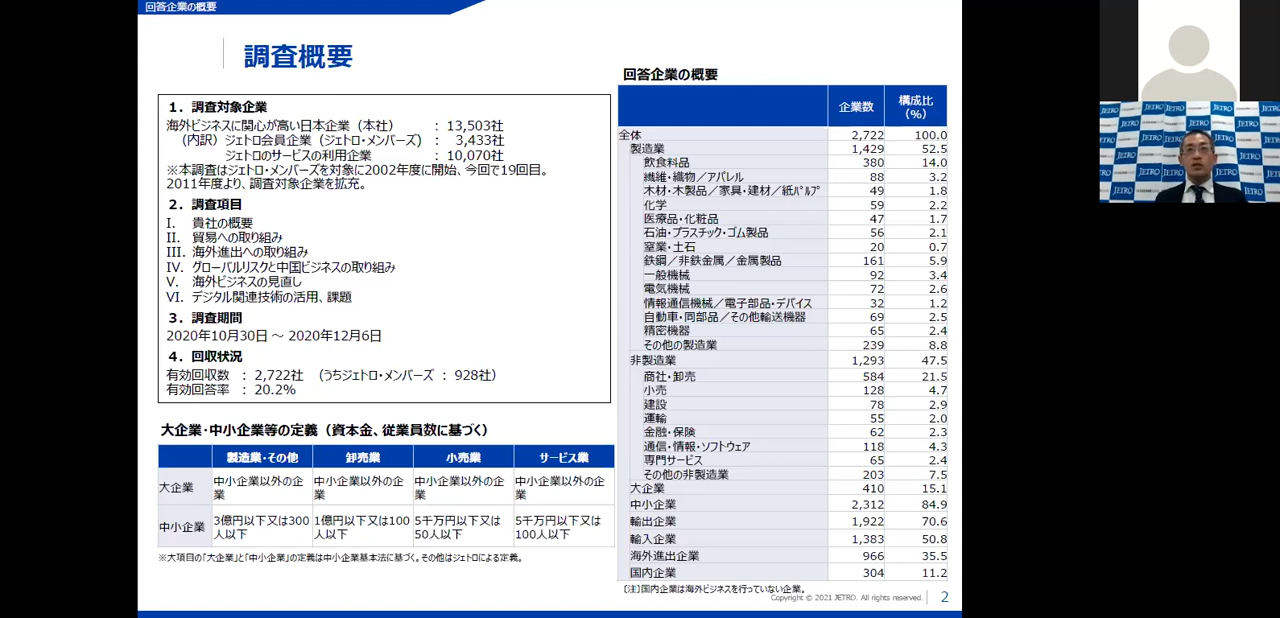 回答企業の概要
調査概要
1．調査対象企業
海外ビジネスに関心が高い日本企業（本社） ： 13,503社
（内訳）ジェトロ会員企業（ジェトロ・メンバーズ） ： 3,433社
ジェトロのサービスの利用企業 ： 10,070社
※本調査はジェトロ・メンバーズを対象に2002年度に開始、今回で19回目。
2011年度より、調査対象企業を拡充。
2．調査項目
I． 貴社の概要
II． 貿易への取り組み
III．海外進出への取り組み
IV．グローバルリスクと中国ビジネスの取り組み
V． 海外ビジネスの見直し
VI．デジタル関連技術の活用、課題
3．調査期間
2020年10月30日 ～ 2020年12月6日
4．回収状況
有効回収数 ： 2,722社 （うちジェトロ・メンバーズ ： 928社）
有効回答率 ： 20.2%
大企業・中小企業等の定義（資本金、従業員数に基づく）
製造業・その他 卸売業 小売業 サービス業
大企業 中小企業以外の企業 中小企業以外の企業 中小企業以外の企業 中小企業以外の企業
中小企業 3億円以下又は300人以下 1億円以下又は100人以下 5千万円以下又は50人以下 5千万円以下又は100人以下
※大項目の「大企業」と「中小企業」の定義は中小企業基本法に基づく。その他はジェトロによる定義。
回答企業の概要
企業数 構成比（%）
全体 2,722 100.0
製造業 1,429 52.5
飲食料品 380 14.0
繊維・織物／アパレル 88 3.2
木材・木製品／家具・建材／紙パルプ 49 1.8
化学 59 2.2
医療品・化粧品 47 1.7
石油・プラスチック・ゴム製品 56 2.1
窯業・土石 20 0.7
鉄鋼／非鉄金属／金属製品 161 5.9
一般機械 92 3.4
電気機械 72 2.6
情報通信機械／電子部品・デバイス 32 1.2
自動車・同部品／その他輸送機器 69 2.5
精密機器 65 2.4
その他の製造業 239 8.8
非製造業 1,293 47.5
商社・卸売 584 21.5
小売 128 4.7
建設 78 2.9
運輸 55 2.0
金融・保険 62 2.3
通信・情報・ソフトウェア 118 4.3
専門サービス 65 2.4
その他の非製造業 203 7.5
大企業 410 15.1
中小企業 2,312 84.9
輸出企業 1,922 70.6
輸入企業 1,383 50.8
海外進出企業 966 35.5
国内企業 304 11.2
〔注〕国内企業は海外ビジネスを行っていない企業。
Copyright © 2021 JETRO. All rights reserved. 2
JETRO